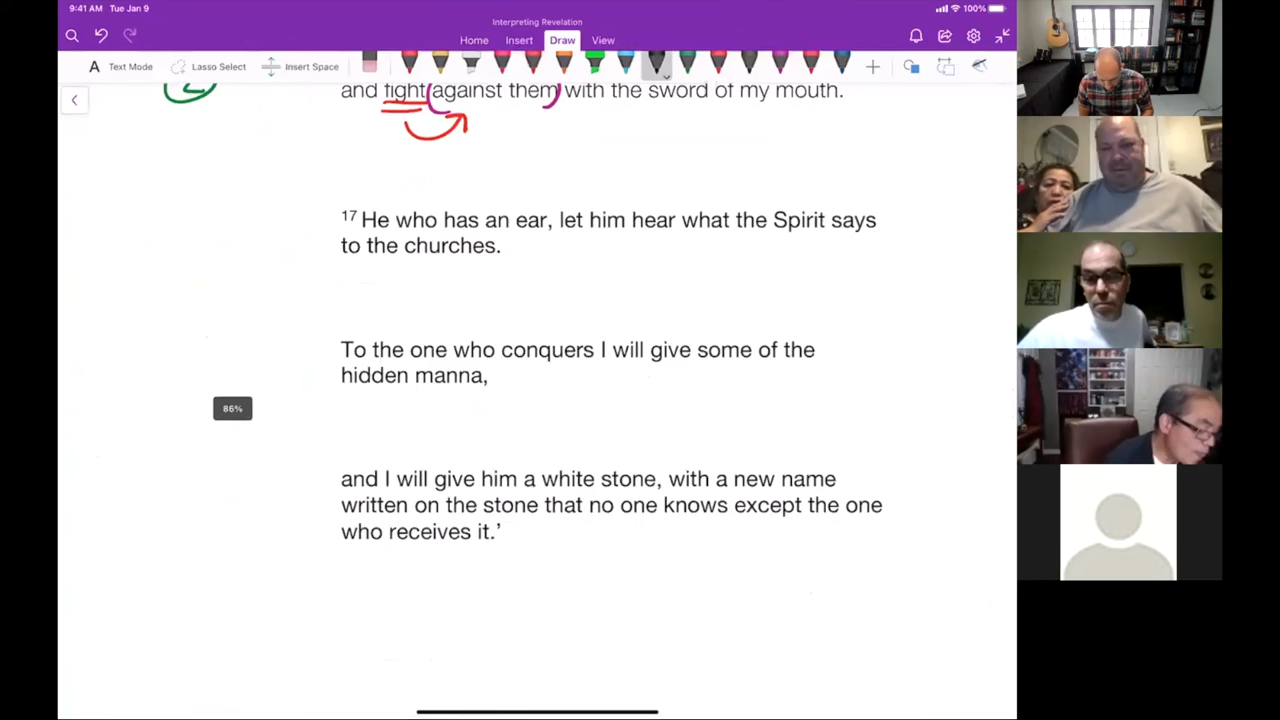 9:41 AM Tue Jan 9
100%
Interpreting Revelation
Home Insert Draw View
A Text Mode Lasso Select Insert Space
2
and fight (against them) with the sword of my mouth.
17 He who has an ear, let him hear what the Spirit says
to the churches.
To the one who conquers I will give some of the
hidden manna,
86%
and I will give him a white stone, with a new name
written on the stone that no one knows except the one
who receives it.’